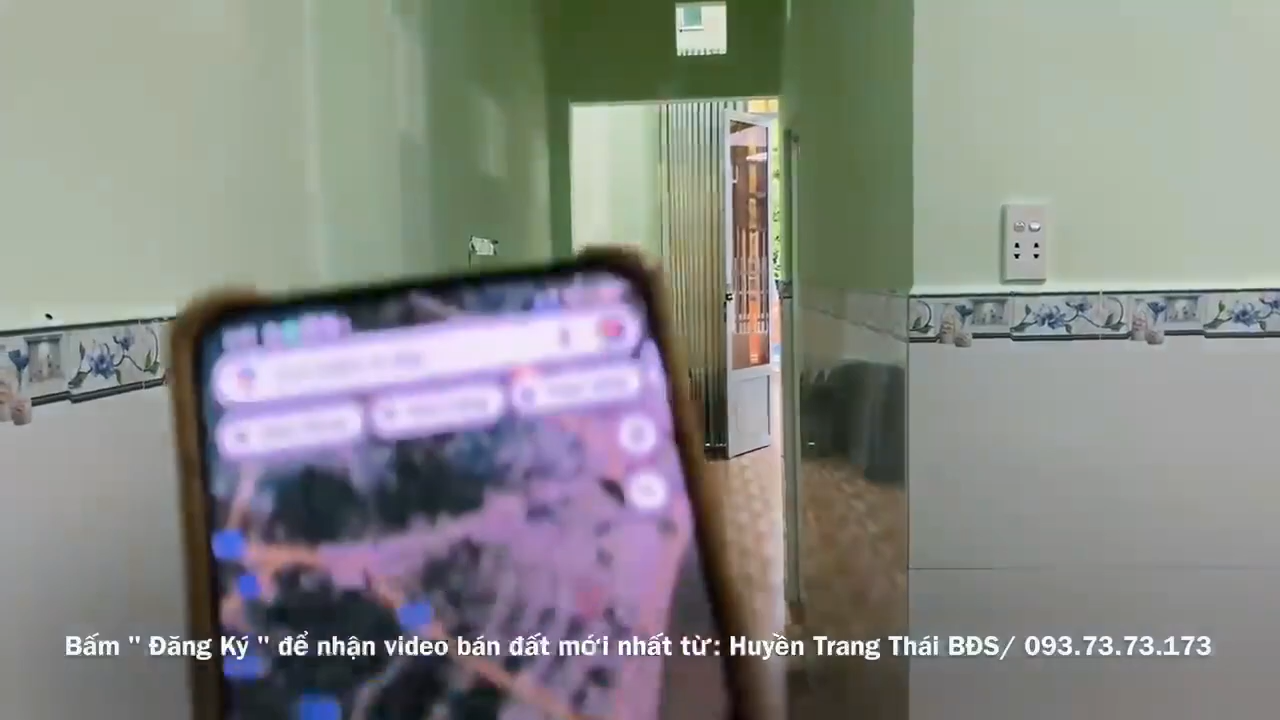 Bấm " Đăng Ký " để nhận video bán đất mới nhất từ: Huyền Trang Thái BĐS/ 093.73.73.173